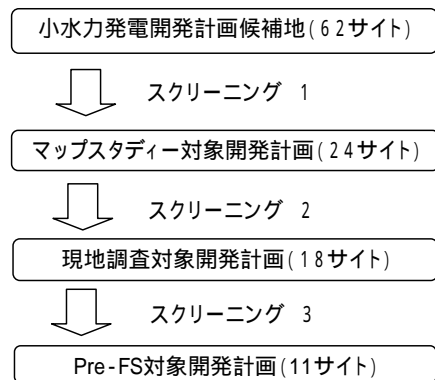 小水力発電開発計画候補地(62サイト)
スクリーニング 1
マップスタディー対象開発計画(24サイト)
スクリーニング 2
現地調査対象開発計画(18サイト)
スクリーニング 3
Pre-FS対象開発計画(11サイト)